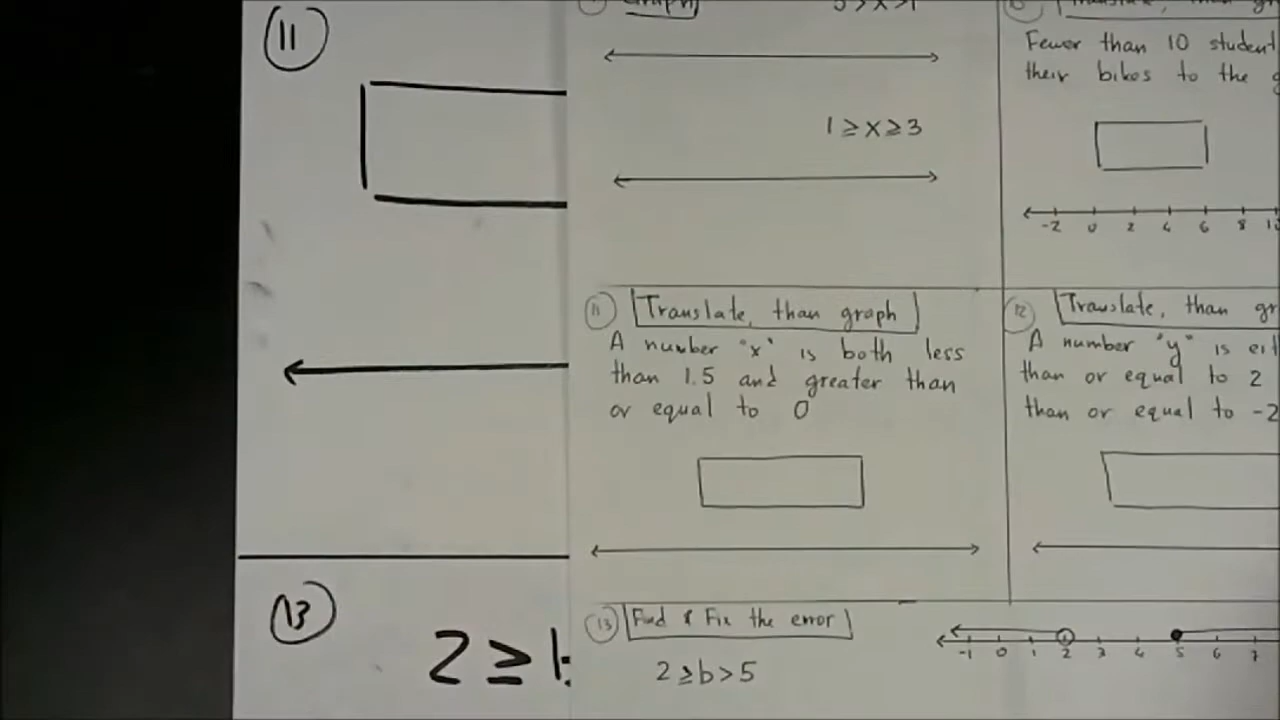 11
13
2 ≥
Graph
1 ≥ x ≥ 3
Fewer than 10 student
their bikes to the
-2 0 2 4 6 8
11 Translate, than graph
A number "x" is both less
than 1.5 and greater than
or equal to 0
12 Translate, than gr
A number "y" is eit
than or equal to 2
than or equal to -2
13 Find & Fix the error
2 ≥ b > 5
-1 0 1 2 3 4 5 6 7